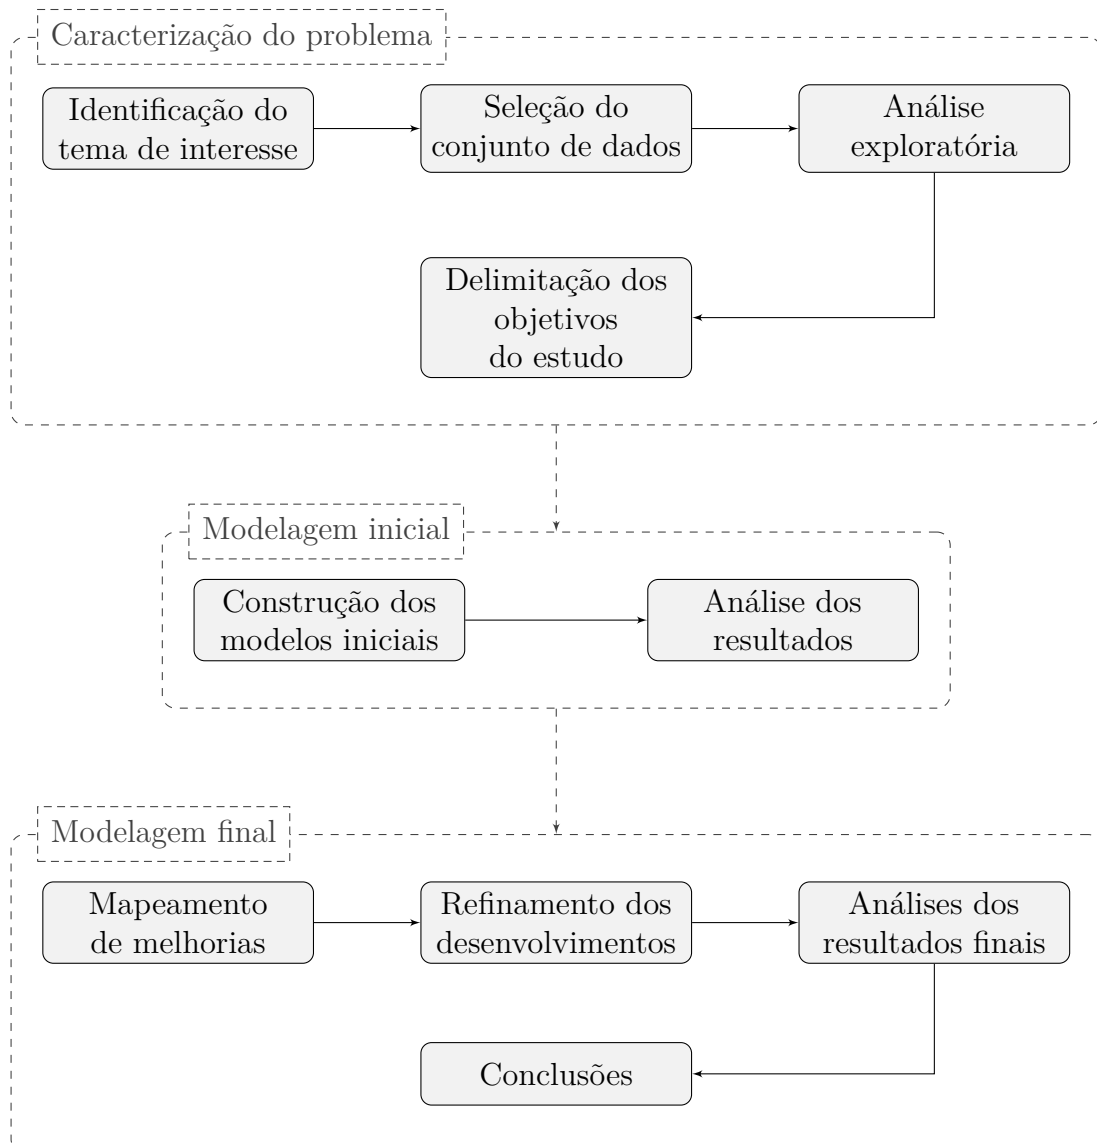 Caracterização do problema
Identificação do
tema de interesse
Seleção do
conjunto de dados
Análise
exploratória
Delimitação dos
objetivos
do estudo
Modelagem inicial
Construção dos
modelos iniciais
Análise dos
resultados
Modelagem final
Mapeamento
de melhorias
Refinamento dos
desenvolvimentos
Análises dos
resultados finais
Conclusões